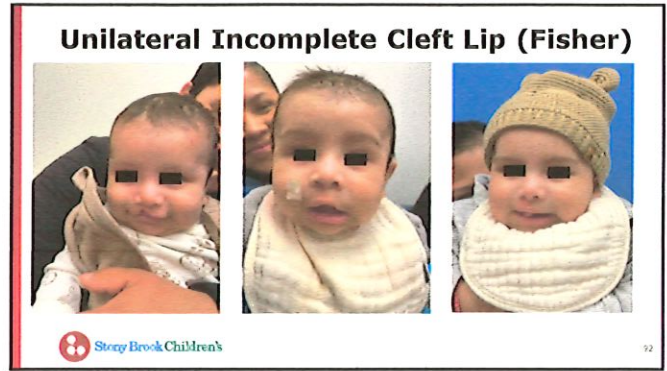 Unilateral Incomplete Cleft Lip (Fisher)
Stony Brook Children's
92